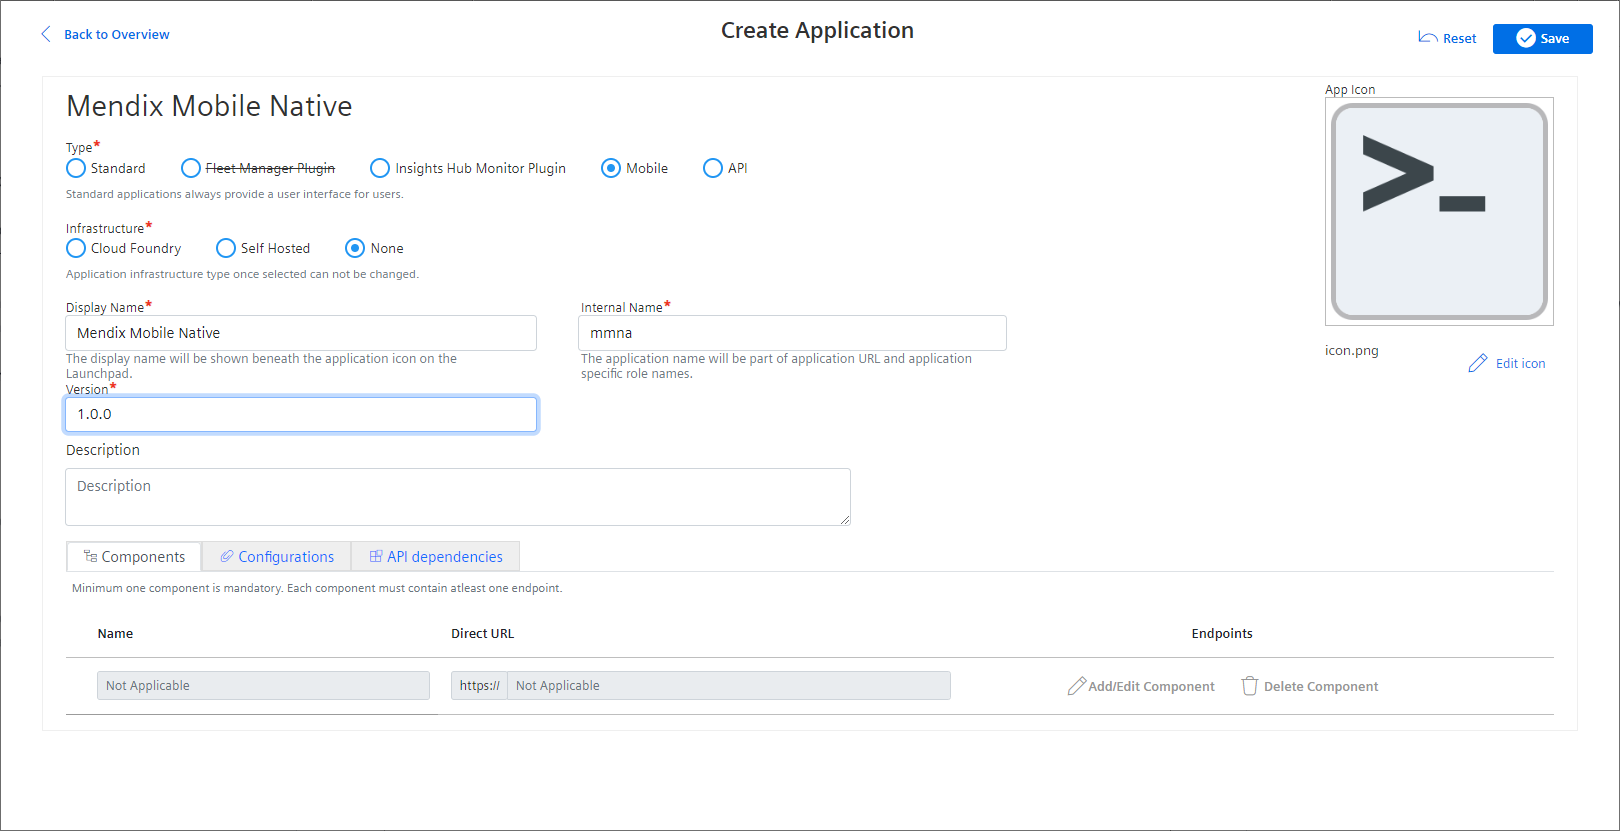 Back to Overview
Create Application
Reset
Save
Mendix Mobile Native
App Icon
Type*
Standard
Fleet Manager Plugin
Insights Hub Monitor Plugin
Mobile
API
Standard applications always provide a user interface for users.
Infrastructure*
Cloud Foundry
Self Hosted
None
Application infrastructure type once selected can not be changed.
Display Name*
Mendix Mobile Native
The display name will be shown beneath the application icon on the
Launchpad.
Internal Name*
mmna
The application name will be part of application URL and application
specific role names.
icon.png
Edit icon
Version*
1.0.0
Description
Description
Components
Configurations
API dependencies
Minimum one component is mandatory. Each component must contain atleast one endpoint.
Name
Direct URL
Endpoints
Not Applicable
https://
Not Applicable
Add/Edit Component
Delete Component